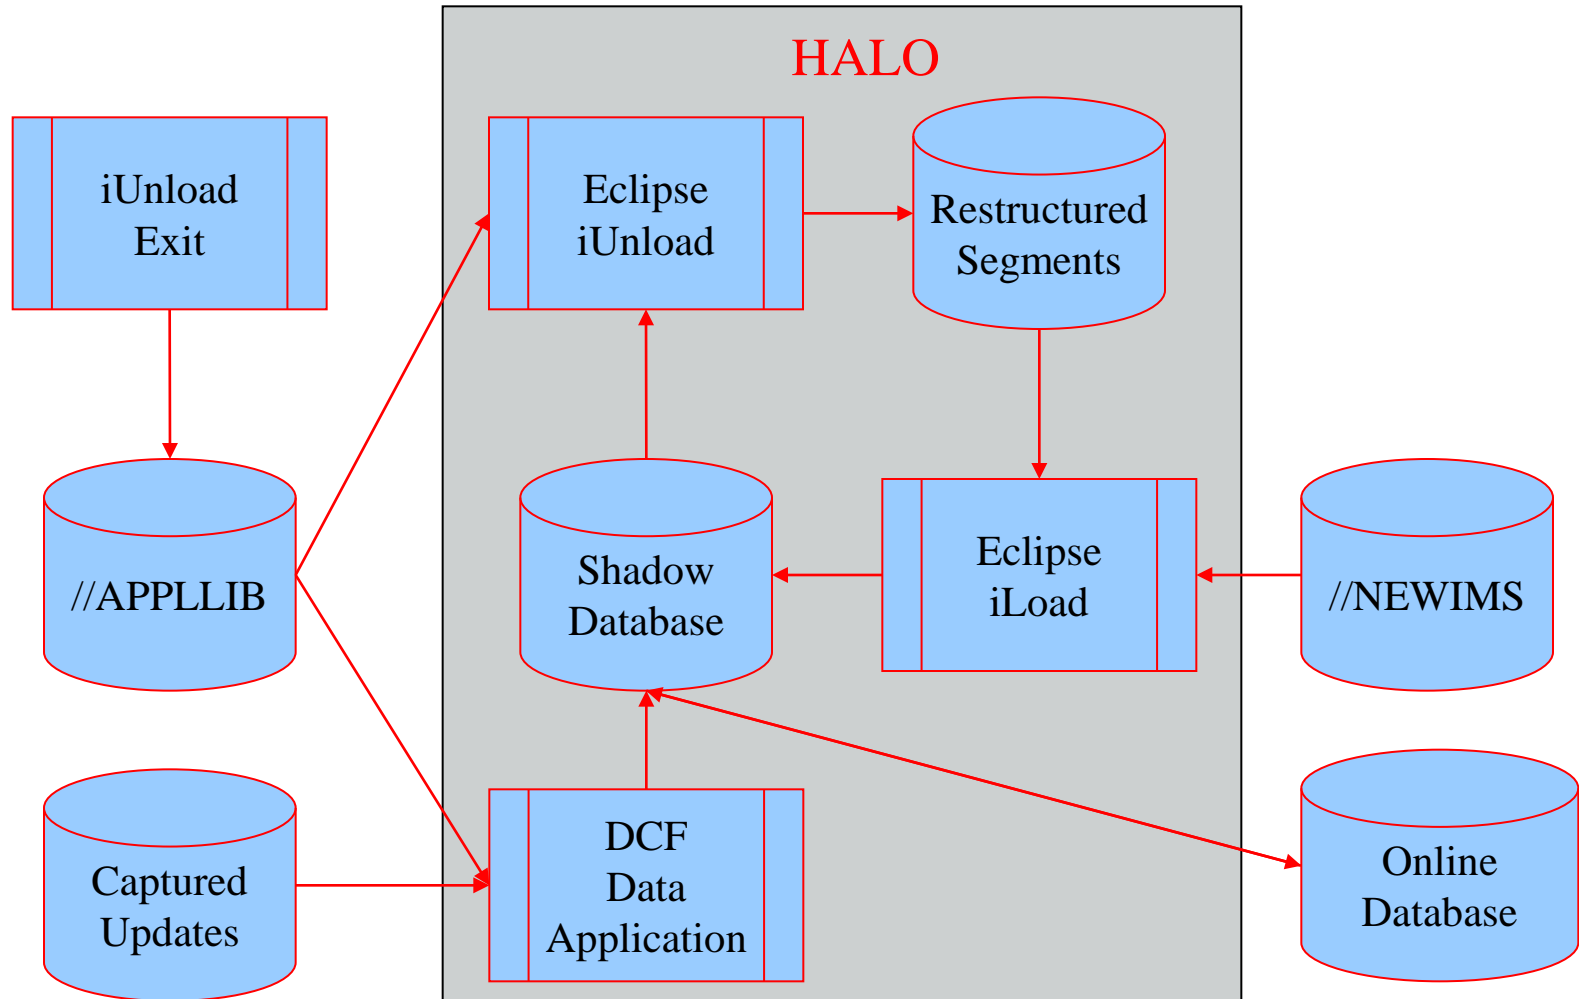 HALO
iUnload
Exit
Eclipse
iUnload
Restructured
Segments
//APPLLIB
Shadow
Database
Eclipse
iLoad
//NEWIMS
Captured
Updates
DCF
Data
Application
Online
Database